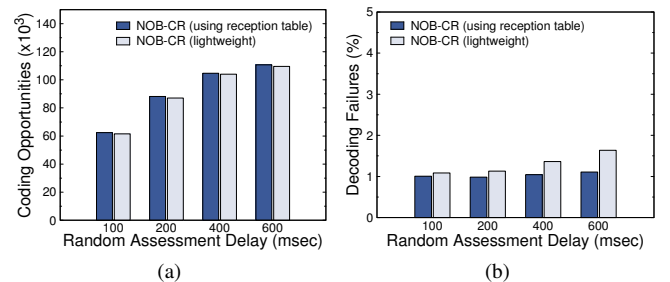 Coding Opportunities (x10³)
140
120
100
80
60
40
20
0
NOB-CR (using reception table)
NOB-CR (lightweight)
100 200 400 600
Random Assessment Delay (msec)
(a)
Decoding Failures (%)
5
4
3
2
1
0
NOB-CR (using reception table)
NOB-CR (lightweight)
100 200 400 600
Random Assessment Delay (msec)
(b)